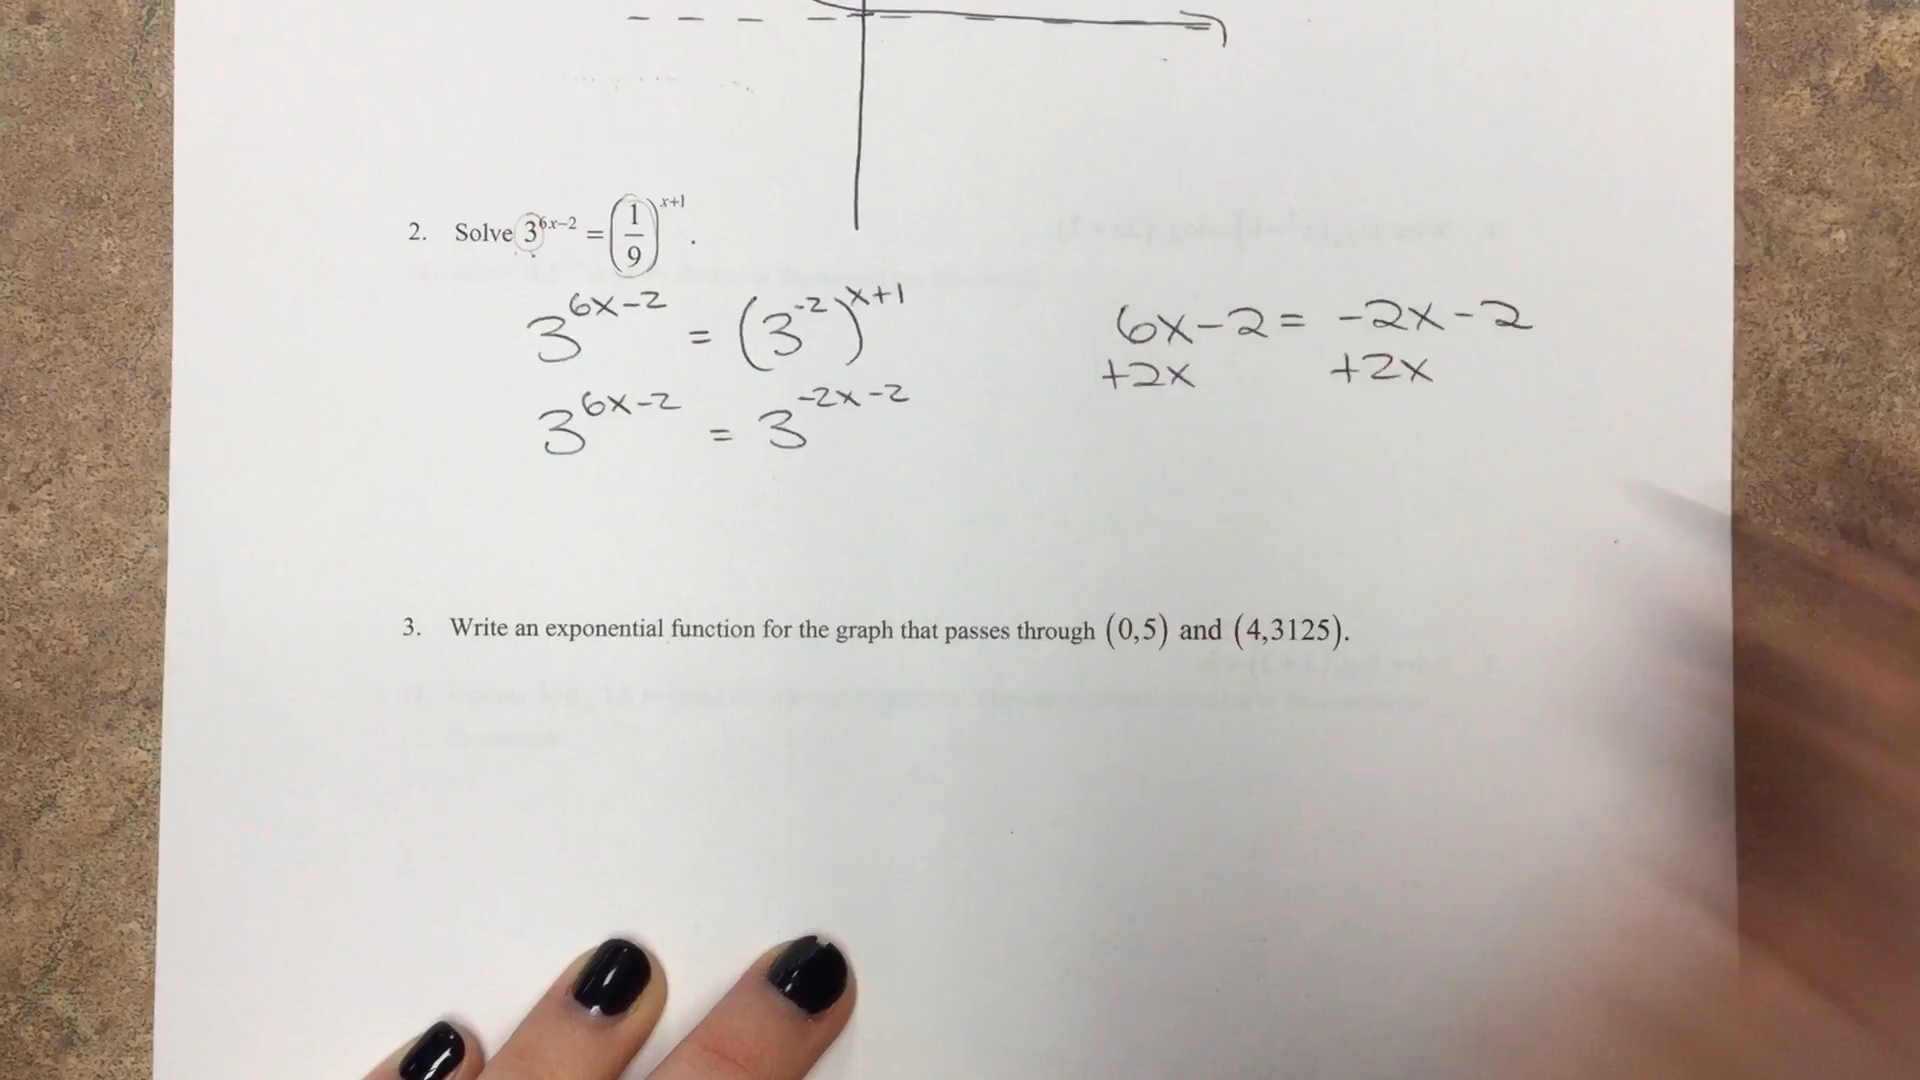 2. Solve 3^{6x-2} = (1/9)^{x+1}.
3^{6x-2} = (3^{-2})^{x+1}
3^{6x-2} = 3^{-2x-2}
6x-2 = -2x-2
+2x +2x
3. Write an exponential function for the graph that passes through (0,5) and (4,3125).